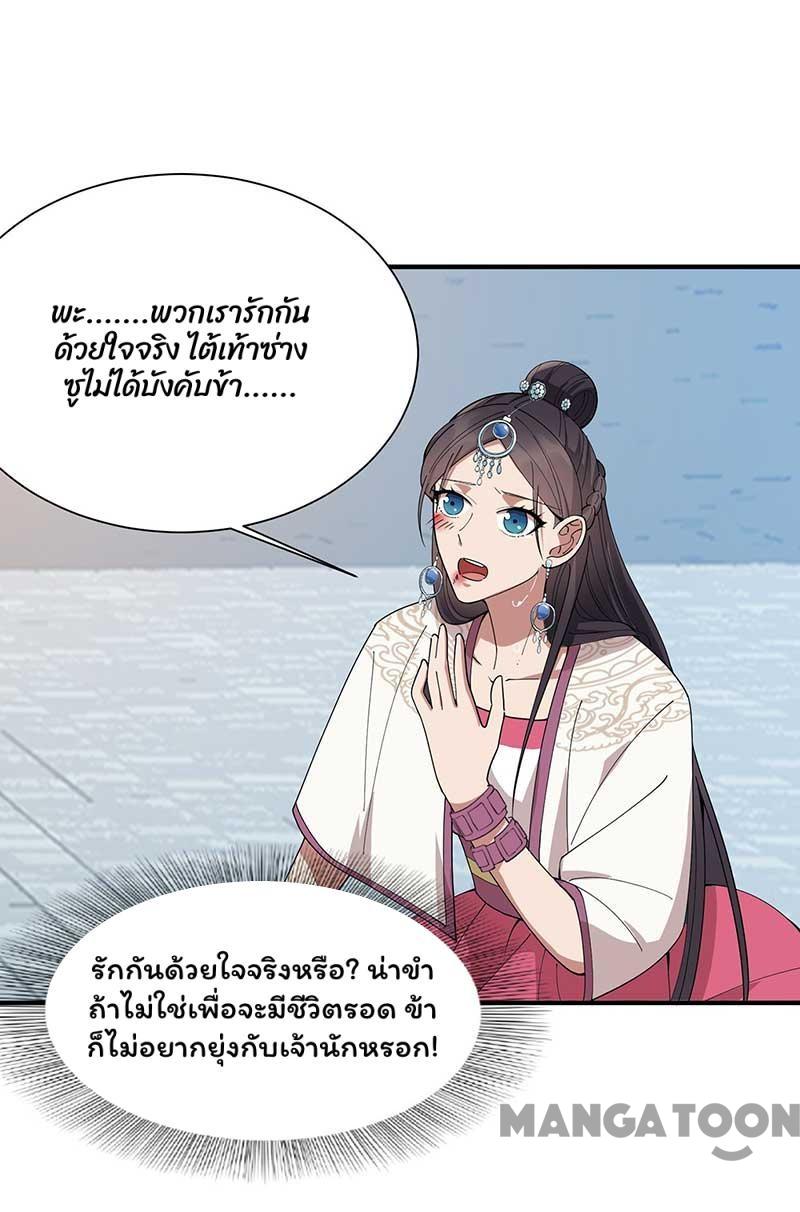 พะ.......พวกเรารักกัน
ด้วยใจจริง ไต้เท้าซ่าง
ซูไม่ได้บังคับข้า......
รักกันด้วยใจจริงหรือ? น่าขำ
ถ้าไม่ใช่เพื่อจะมีชีวิตรอด ข้า
ก็ไม่อยากยุ่งกับเจ้านักหรอก!
MANGATOON